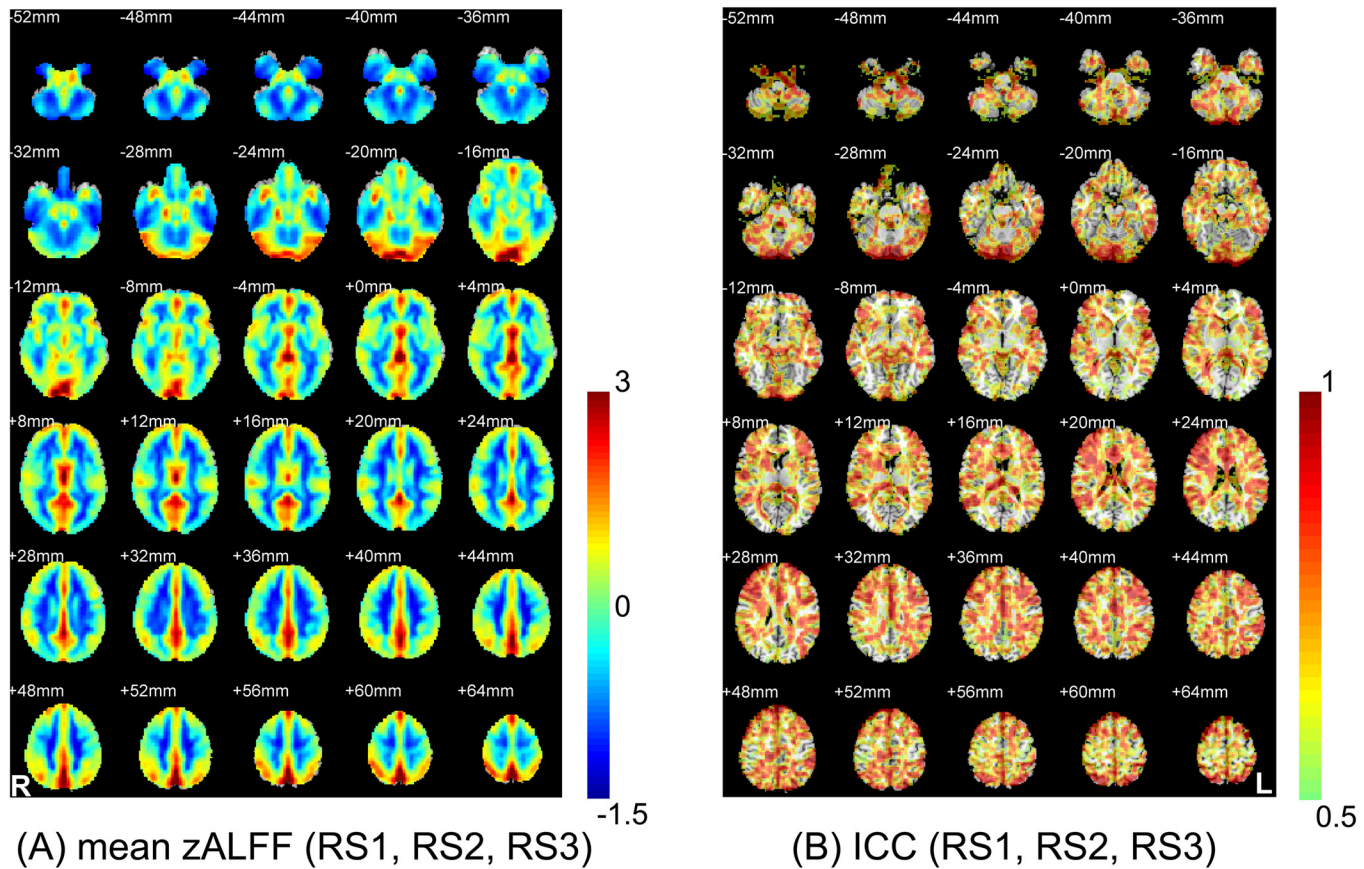 -52mm -48mm -44mm -40mm -36mm
-32mm -28mm -24mm -20mm -16mm
-12mm -8mm -4mm +0mm +4mm
+8mm +12mm +16mm +20mm +24mm
+28mm +32mm +36mm +40mm +44mm
+48mm +52mm +56mm +60mm +64mm
R
3
0
-1.5
(A) mean zALFF (RS1, RS2, RS3)
-52mm -48mm -44mm -40mm -36mm
-32mm -28mm -24mm -20mm -16mm
-12mm -8mm -4mm +0mm +4mm
+8mm +12mm +16mm +20mm +24mm
+28mm +32mm +36mm +40mm +44mm
+48mm +52mm +56mm +60mm +64mm
L
1
0.5
(B) ICC (RS1, RS2, RS3)